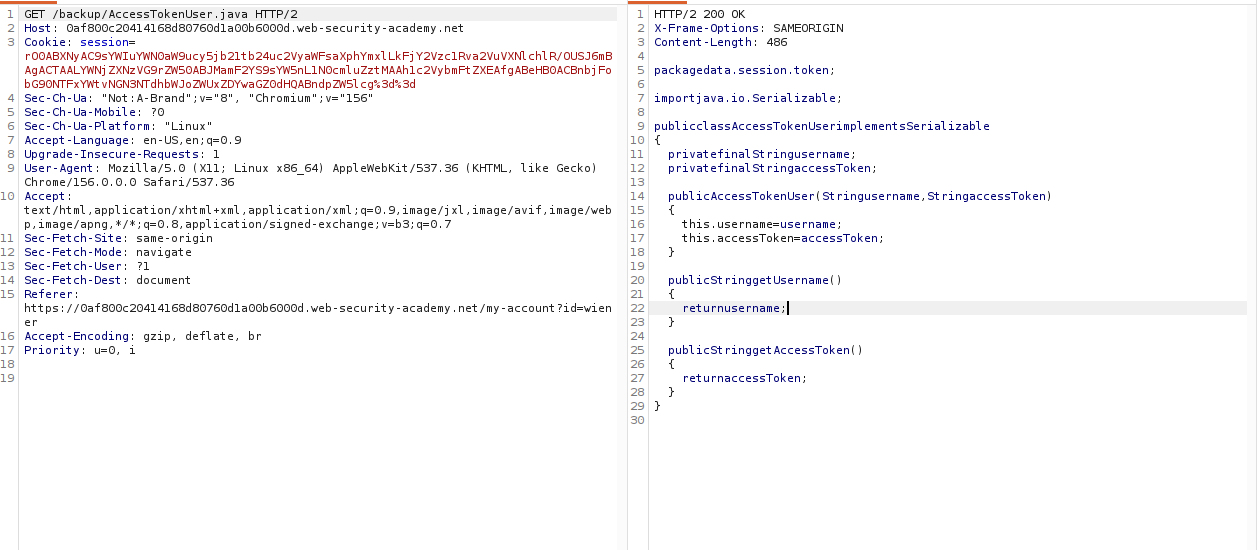 1 GET /backup/AccessTokenUser.java HTTP/2
2 Host: 0af800c20414168d80760d1a00b6000d.web-security-academy.net
3 Cookie: session=
rO0ABXNyAC9sYWIuYWN0aW9ucy5jb21tb24uc2VyaWFsaXphYmxlLkFjY2Vzc1Rva2VuVXNlchlR/OUSJ6mB
AgACTAALYWNjZXNzVG9rZW50ABJMamF2YS9sYW5nL1N0cmluZztMAAh1c2VybmFtZXEAfgABeHB0ACBnbjFo
bG90NTFxYWtvNGN3NTdhbWJoZWUxZDYwaGZ0dHQABndpZW5lcg%3d%3d
4 Sec-Ch-Ua: "Not:A-Brand";v="8", "Chromium";v="156"
5 Sec-Ch-Ua-Mobile: ?0
6 Sec-Ch-Ua-Platform: "Linux"
7 Accept-Language: en-US,en;q=0.9
8 Upgrade-Insecure-Requests: 1
9 User-Agent: Mozilla/5.0 (X11; Linux x86_64) AppleWebKit/537.36 (KHTML, like Gecko)
Chrome/156.0.0.0 Safari/537.36
10 Accept:
text/html,application/xhtml+xml,application/xml;q=0.9,image/jxl,image/avif,image/web
p,image/apng,*/*;q=0.8,application/signed-exchange;v=b3;q=0.7
11 Sec-Fetch-Site: same-origin
12 Sec-Fetch-Mode: navigate
13 Sec-Fetch-User: ?1
14 Sec-Fetch-Dest: document
15 Referer:
https://0af800c20414168d80760d1a00b6000d.web-security-academy.net/my-account?id=wien
er
16 Accept-Encoding: gzip, deflate, br
17 Priority: u=0, i
18
19
1 HTTP/2 200 OK
2 X-Frame-Options: SAMEORIGIN
3 Content-Length: 486
4
5 packagedata.session.token;
6
7 importjava.io.Serializable;
8
9 publicclassAccessTokenUserimplementsSerializable
10 {
11 privatefinalStringusername;
12 privatefinalStringaccessToken;
13
14 publicAccessTokenUser(Stringusername,StringaccessToken)
15 {
16 this.username=username;
17 this.accessToken=accessToken;
18 }
19
20 publicStringgetUsername()
21 {
22 returnusername;
23 }
24
25 publicStringgetAccessToken()
26 {
27 returnaccessToken;
28 }
29 }
30